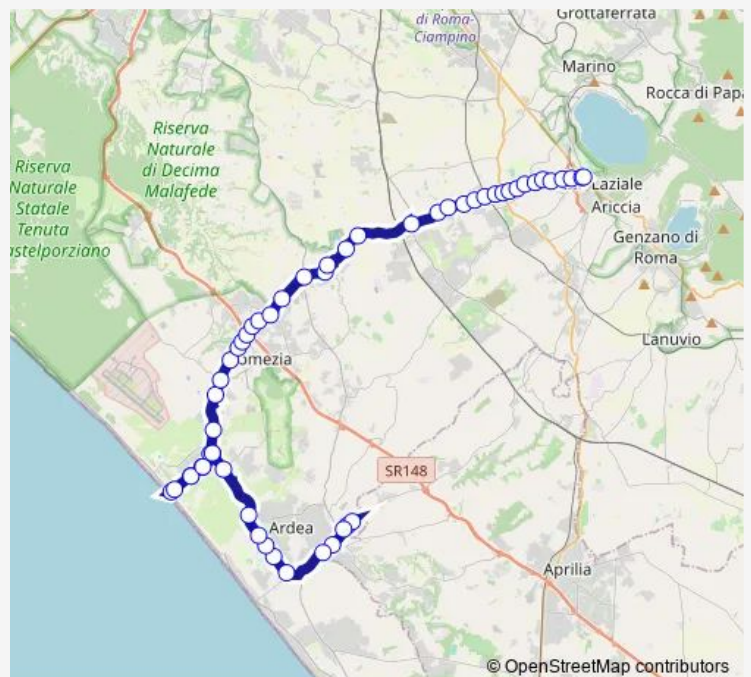 di Roma-
Ciampino
Grottaferrata
Marino
Rocca di Papa
Riserva
Naturale
di Decima
Malafede
Riserva
Naturale
Statale
Tenuta
astelporziano
Laziale
Ariccia
Genzano di
Roma
Lanuvio
omezia
SR148
Ardea
Aprilia
© OpenStreetMap contributors